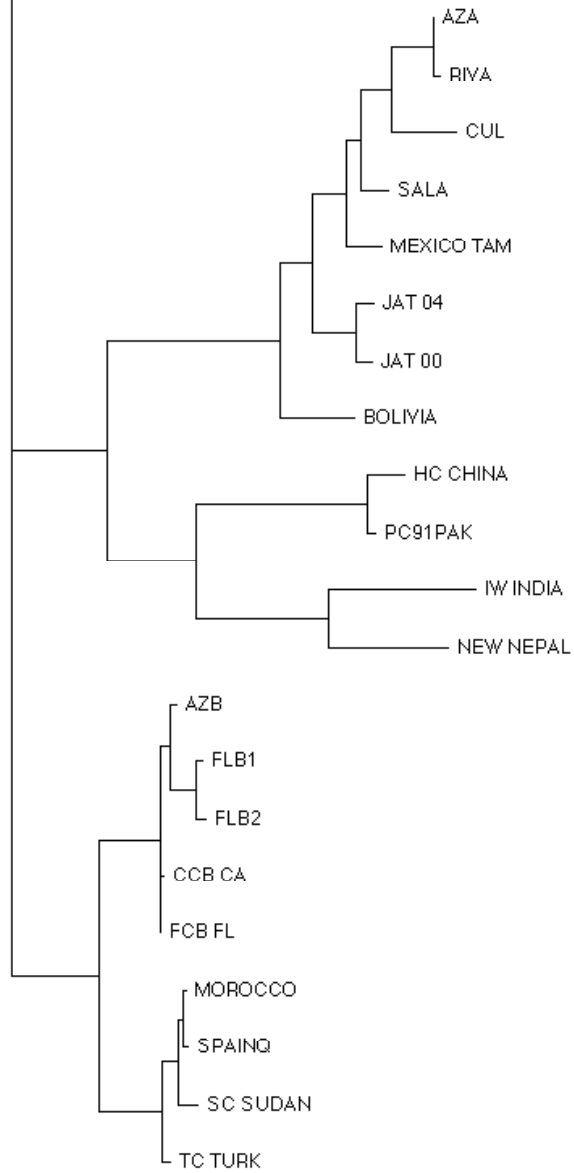 AZA
RIVA
CUL
SALA
MEXICO TAM
JAT 04
JAT 00
BOLIVIA
HC CHINA
PC91PAK
IW INDIA
NEW NEPAL
AZB
FLB1
FLB2
CCB CA
FCB FL
MOROCCO
SPAINQ
SC SUDAN
TC TURK